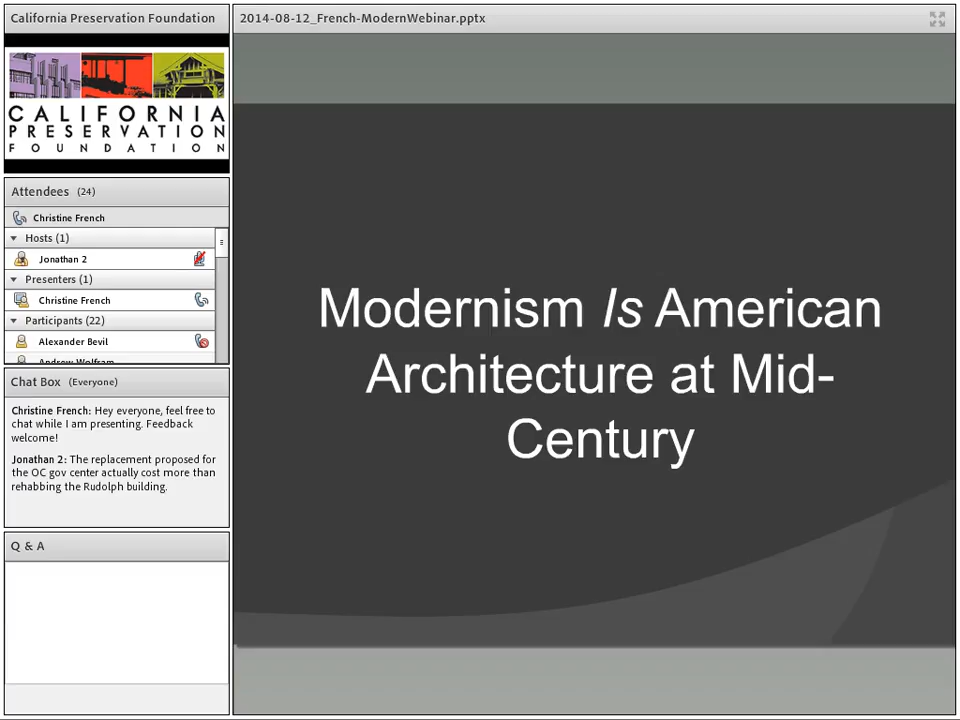 California Preservation Foundation
CALIFORNIA
PRESERVATION
FOUNDATION
Attendees (24)
Christine French
Hosts (1)
Jonathan 2
Presenters (1)
Christine French
Participants (22)
Alexander Bevil
Andrew Wolfram
Chat Box (Everyone)
Christine French: Hey everyone, feel free to
chat while I am presenting. Feedback
welcome!
Jonathan 2: The replacement proposed for
the OC gov center actually cost more than
rehabbing the Rudolph building.
Q & A
2014-08-12_French-ModernWebinar.pptx
Modernism Is American
Architecture at Mid-
Century